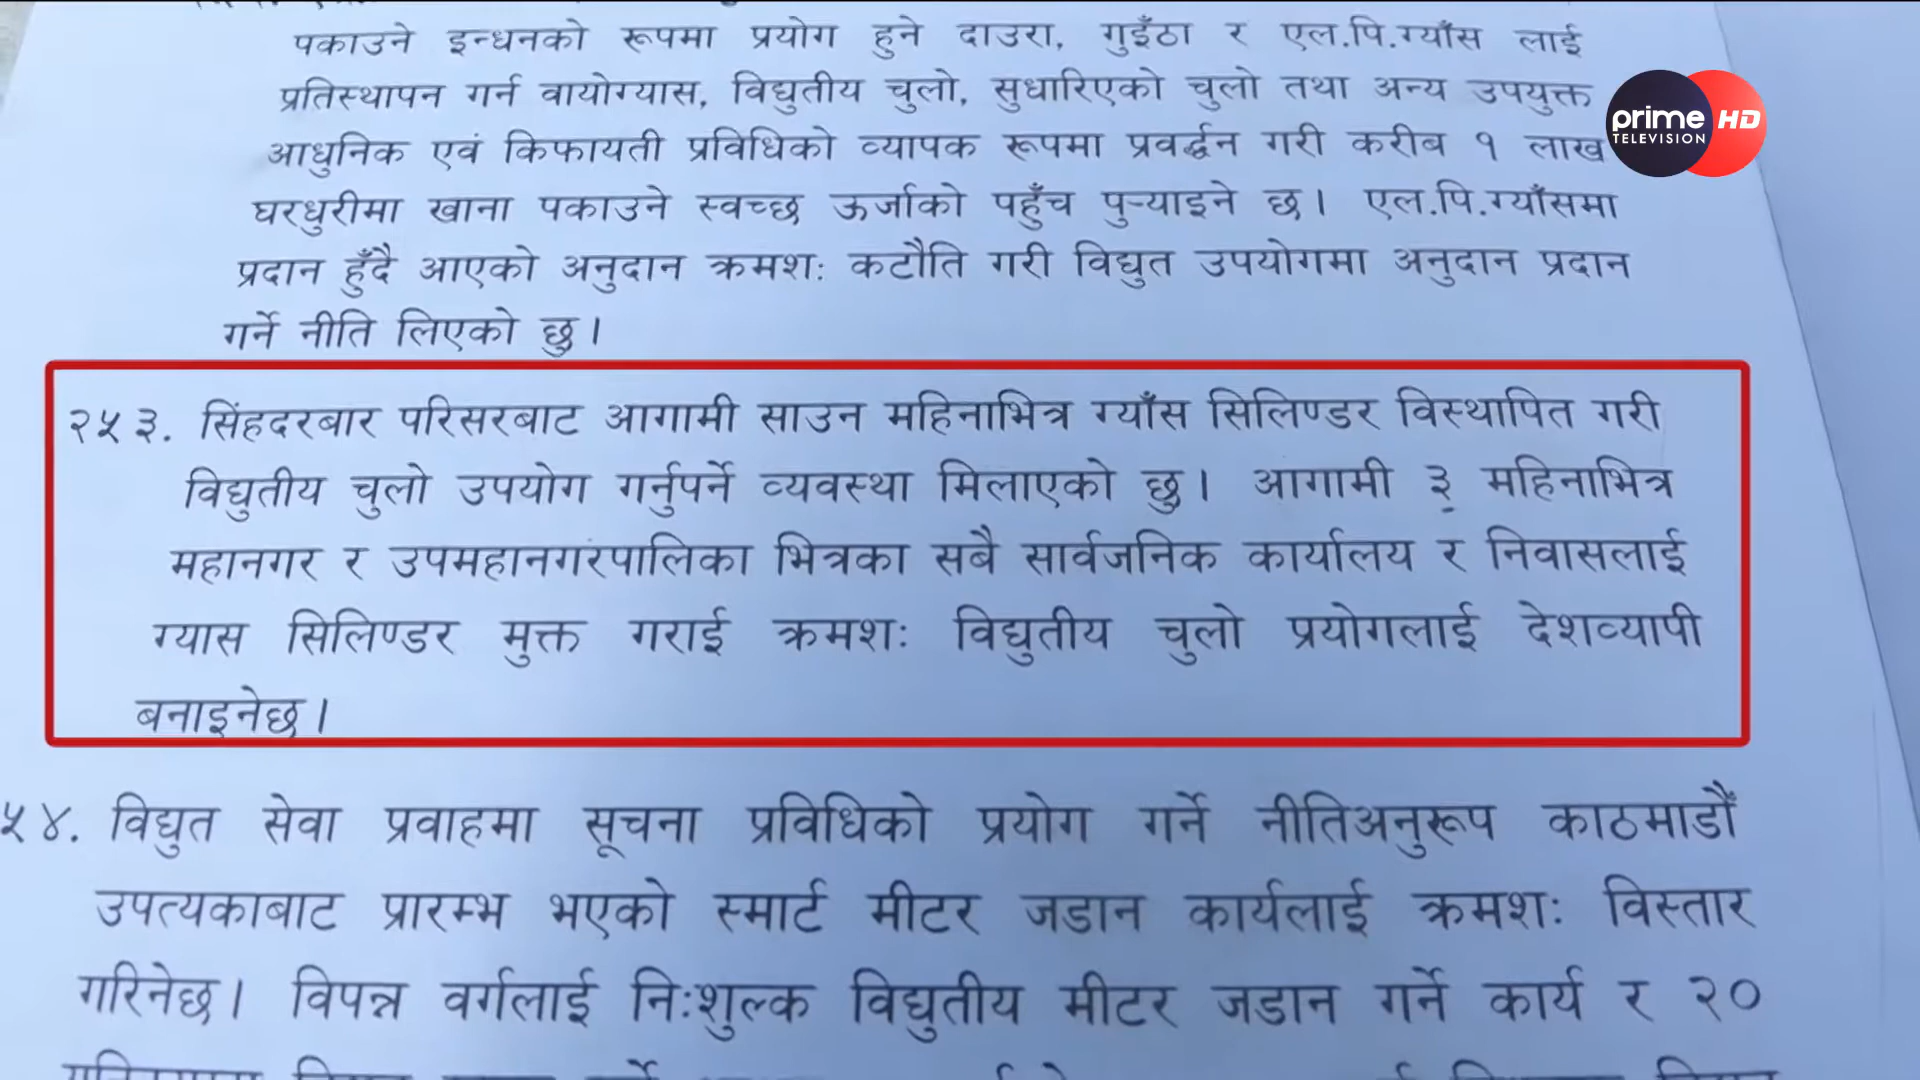 पकाउने इन्धनको रूपमा प्रयोग हुने दाउरा, गुइँठा र एल.पि.ग्याँस लाई
प्रतिस्थापन गर्न वायोग्यास, विद्युतीय चुलो, सुधारिएको चुलो तथा अन्य उपयुक्त
आधुनिक एवं किफायती प्रविधिको व्यापक रूपमा प्रवर्द्धन गरी करीब १ लाख
घरधुरीमा खाना पकाउने स्वच्छ ऊर्जाको पहुँच पुऱ्याइने छ। एल.पि.ग्याँसमा
प्रदान हुँदै आएको अनुदान क्रमशः कटौति गरी विद्युत उपयोगमा अनुदान प्रदान
गर्ने नीति लिएको छु।
prime HD
TELEVISION
२५३. सिंहदरबार परिसरबाट आगामी साउन महिनाभित्र ग्याँस सिलिण्डर विस्थापित गरी
विद्युतीय चुलो उपयोग गर्नुपर्ने व्यवस्था मिलाएको छु। आगामी ३ महिनाभित्र
महानगर र उपमहानगरपालिका भित्रका सबै सार्वजनिक कार्यालय र निवासलाई
ग्यास सिलिण्डर मुक्त गराई क्रमशः विद्युतीय चुलो प्रयोगलाई देशव्यापी
बनाइनेछ।
५४. विद्युत सेवा प्रवाहमा सूचना प्रविधिको प्रयोग गर्ने नीतिअनुरूप काठमाडौँ
उपत्यकाबाट प्रारम्भ भएको स्मार्ट मीटर जडान कार्यलाई क्रमशः विस्तार
गरिनेछ। विपन्न वर्गलाई निःशुल्क विद्युतीय मीटर जडान गर्ने कार्य र २०